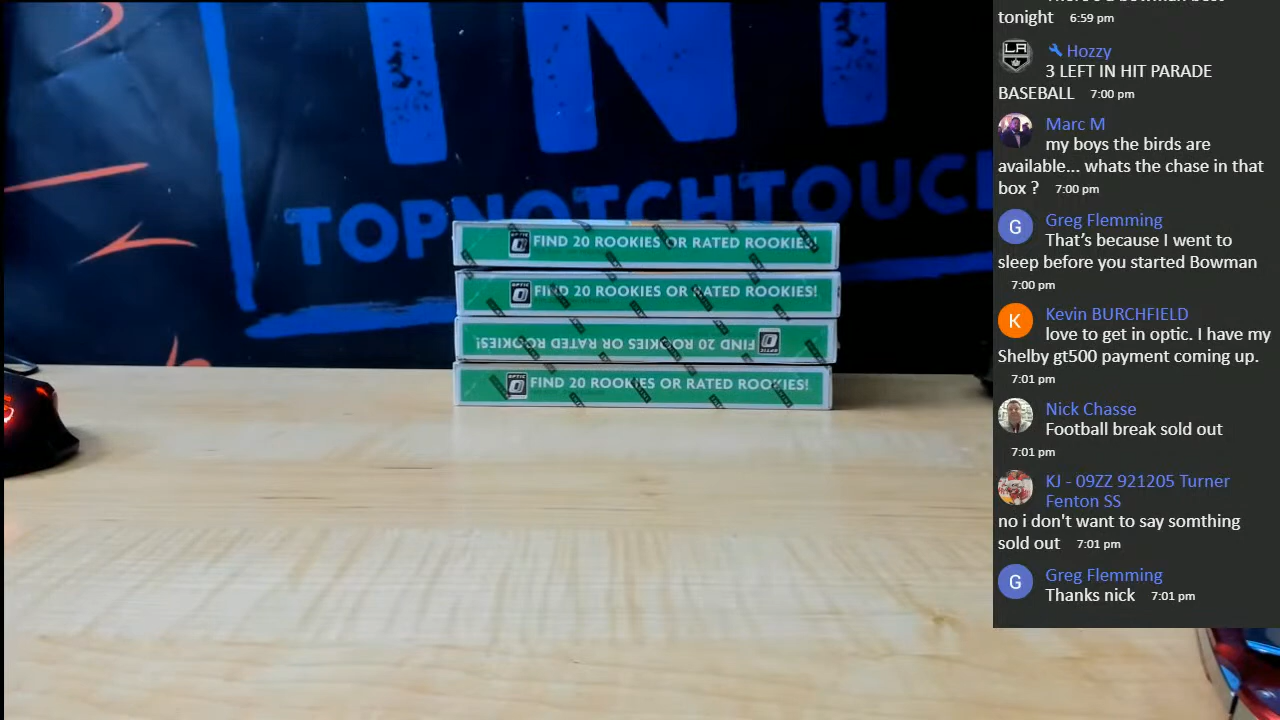 TNT
TOPNOTCHTOUC
OPTIC
FIND 20 ROOKIES OR RATED ROOKIES!
OPTIC
FIND 20 ROOKIES OR RATED ROOKIES!
OPTIC
FIND 20 ROOKIES OR RATED ROOKIES!
OPTIC
FIND 20 ROOKIES OR RATED ROOKIES!
tonight 6:59 pm
LA
Hozzy
3 LEFT IN HIT PARADE
BASEBALL 7:00 pm
Marc M
my boys the birds are
available... whats the chase in that
box ? 7:00 pm
G
Greg Flemming
That’s because I went to
sleep before you started Bowman
7:00 pm
K
Kevin BURCHFIELD
love to get in optic. I have my
Shelby gt500 payment coming up.
7:01 pm
Nick Chasse
Football break sold out
7:01 pm
KJ - 09ZZ 921205 Turner
Fenton SS
no i don't want to say somthing
sold out 7:01 pm
G
Greg Flemming
Thanks nick 7:01 pm